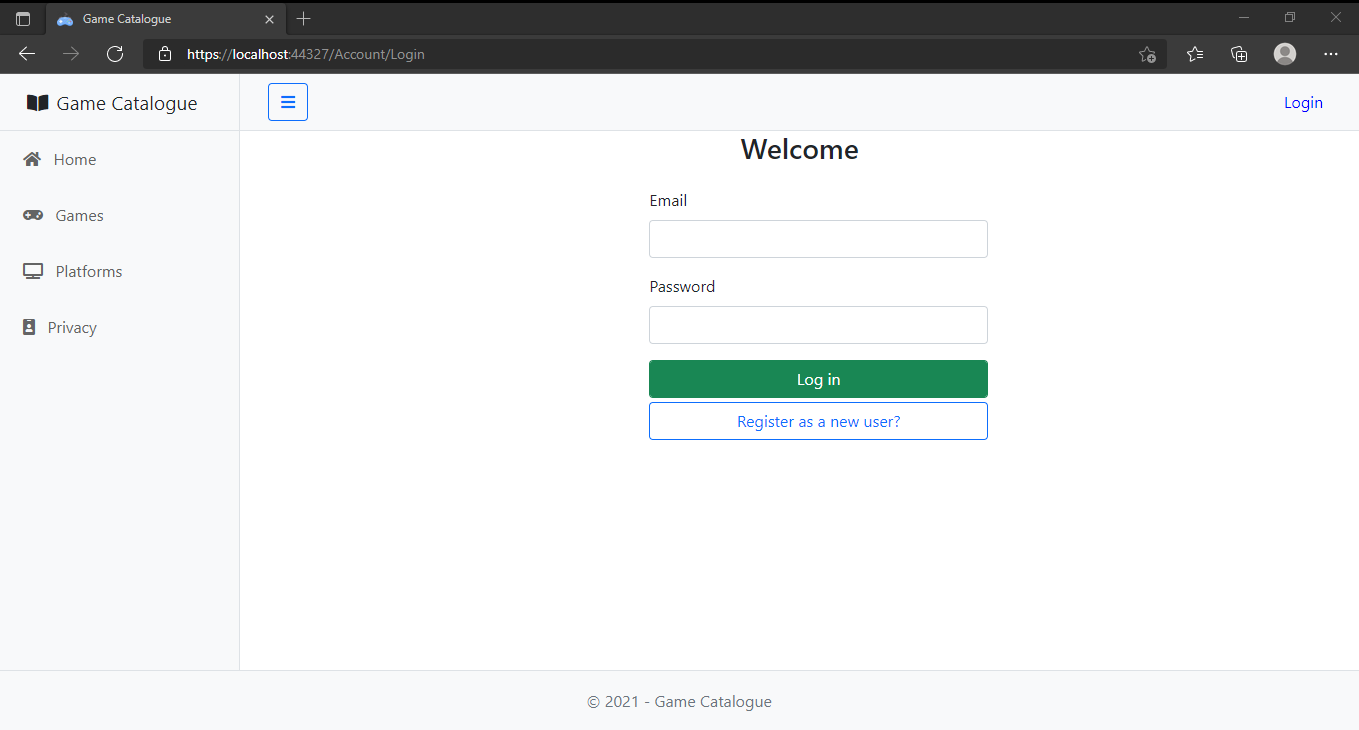 Game Catalogue
https://localhost:44327/Account/Login
Game Catalogue
Login
Home
Games
Platforms
Privacy
Welcome
Email
Password
Log in
Register as a new user?
© 2021 - Game Catalogue